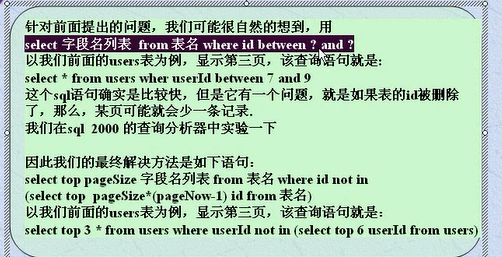 针对前面提出的问题，我们可能很自然的想到，用
select 字段名列表 from 表名 where id between ? and ?
以我们前面的users表为例，显示第三页，该查询语句就是：
select * from users wher userId between 7 and 9
这个sql语句确实是比较快，但是它有一个问题，就是如果表的id被删除
了，那么，某页可能就会少一条记录.
我们在sql 2000 的查询分析器中实验一下
因此我们的最终解决方法是如下语句：
select top pageSize 字段名列表 from 表名 where id not in
(select top pageSize*(pageNow-1) id from 表名)
以我们前面的users表为例，显示第三页，该查询语句就是：
select top 3 * from users where userId not in (select top 6 userId from users)